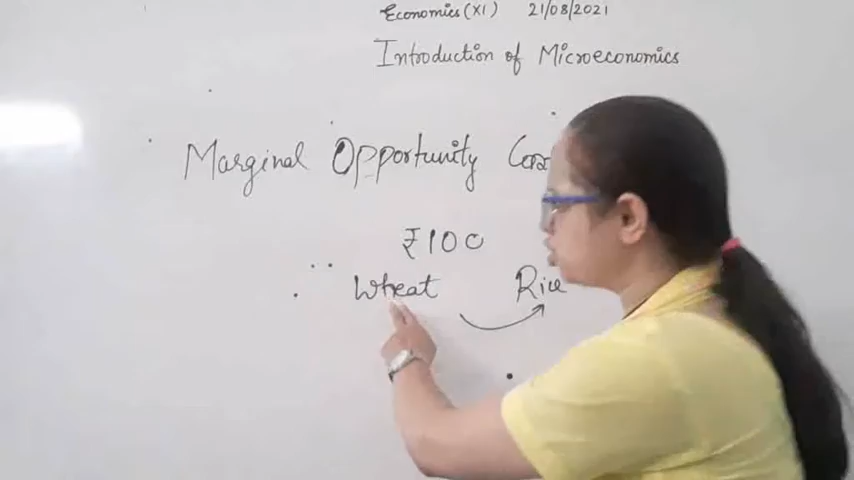 Economics (XI) 21/08/2021
Introduction of Microeconomics
Marginal Opportunity
₹100
Wheat Rice